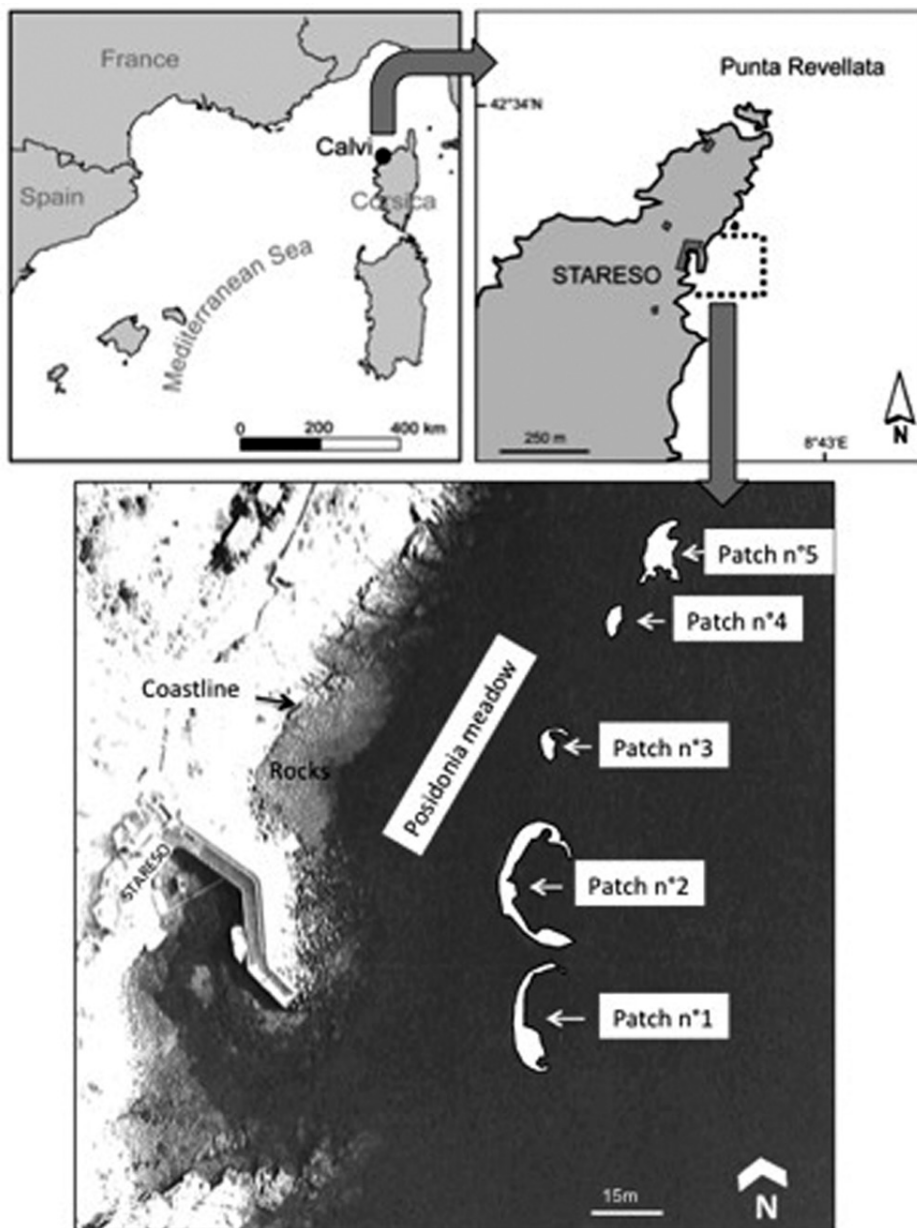 France
Calvi
Spain
Corsica
Mediterranean Sea
0 200 400 km
Punta Revellata
42°34'N
STARESO
250 m
8°43'E
N
Patch n°5
Patch n°4
Coastline
Posidonia meadow
Patch n°3
Rocks
STARESO
Patch n°2
Patch n°1
15m
N